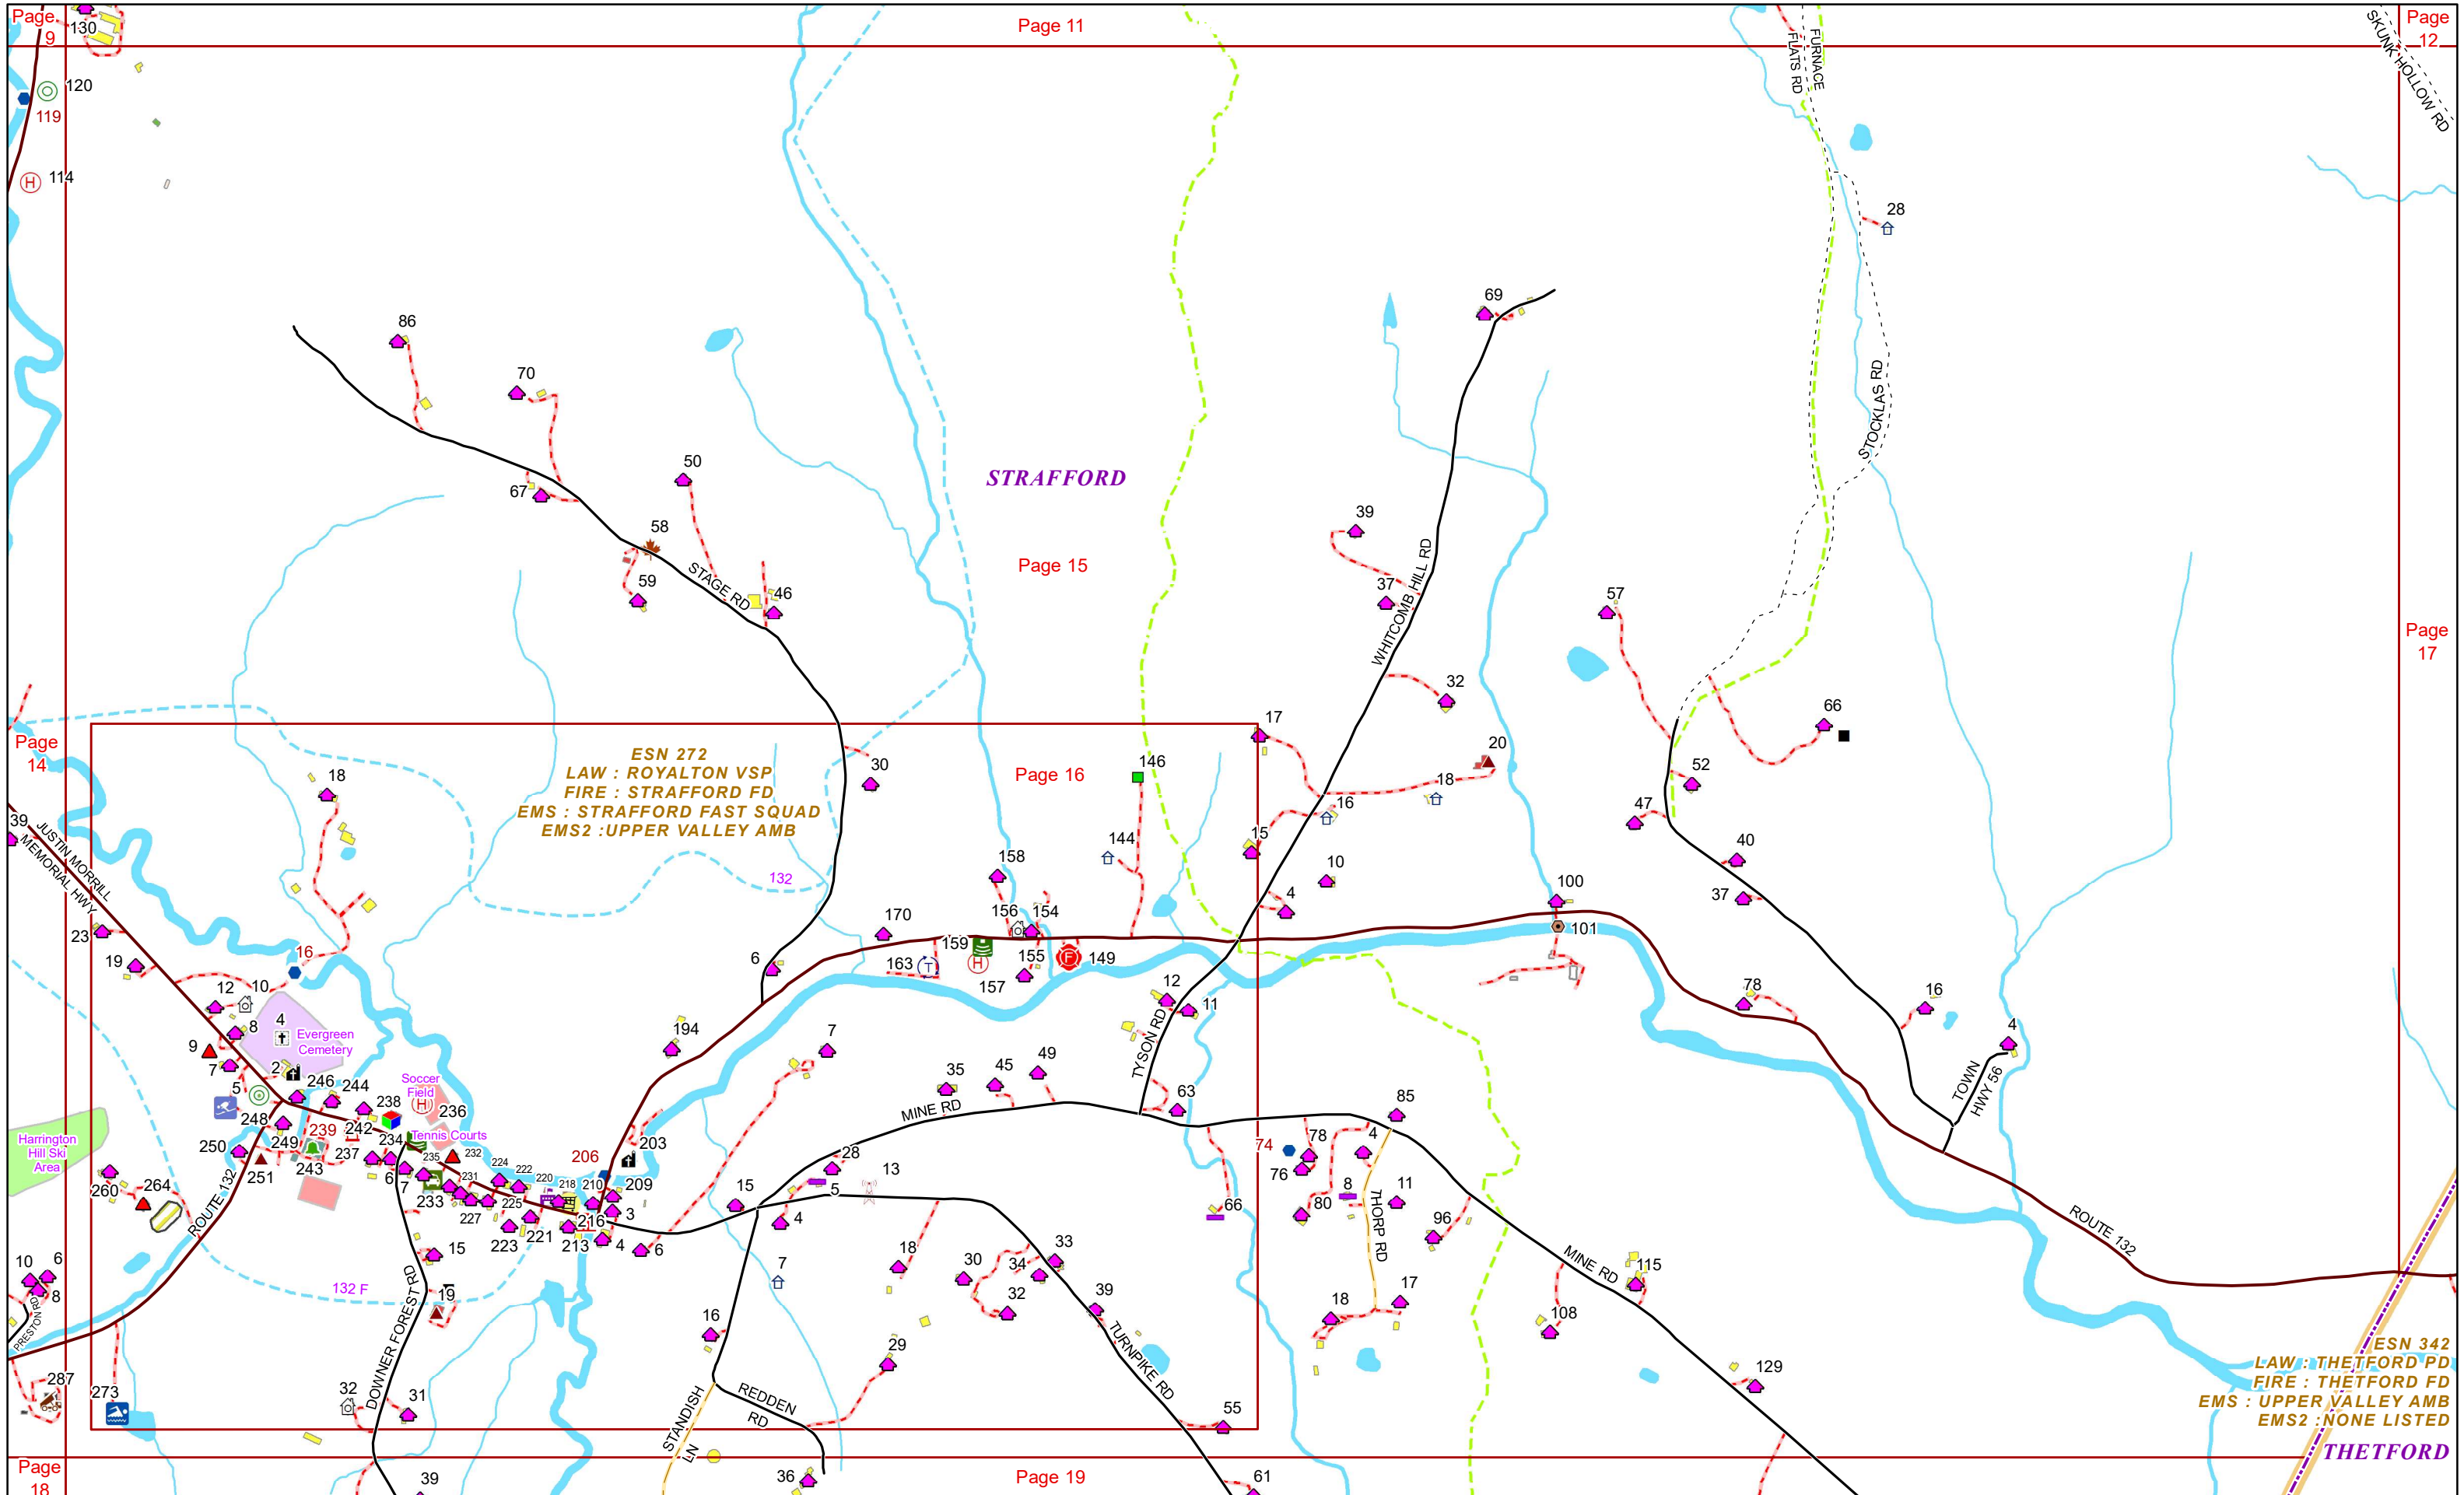 Page
9
130
Page 11
FURNACE
FLATS RD
SKUNK HOLLOW RD
Page
12
120
119
114
28
86
69
70
STOCKLAS RD
50
67
STRAFFORD
58
39
Page 15
STAGE RD
59
46
37
WHITCOMB HILL RD
57
Page
17
32
66
17
Page
14
ESN 272
LAW : ROYALTON VSP
FIRE : STRAFFORD FD
EMS : STRAFFORD FAST SQUAD
EMS2 :UPPER VALLEY AMB
30
Page 16
146
20
18
18
52
16
47
39
JUSTIN MORRILL
MEMORIAL HWY
144
15
40
158
10
132
4
37
100
170
156
154
101
23
159
16
6
155
149
19
163
157
78
12
10
12
11
16
4
8
Evergreen
Cemetery
194
7
TYSON RD
4
9
7
2
49
45
35
TOWN
HWY 56
5
246
244
Soccer
Field
MINE RD
63
85
238
236
248
239
242
Tennis Courts
203
74
78
4
Harrington
Hill Ski
Area
250
249
237
234
235
232
206
28
76
251
243
6
7
224
222
220
218
210
209
13
260
264
233
231
225
216
3
15
5
8
11
66
227
223
221
213
4
6
4
80
96
ROUTE 132
ROUTE 132
15
THORP RD
18
33
MINE RD
30
34
115
10
6
7
8
132 F
DOWNER FOREST RD
19
32
39
17
18
16
108
PRESTON RD
TURNPIKE RD
ESN 342
LAW : THETFORD PD
FIRE : THETFORD FD
EMS : UPPER VALLEY AMB
EMS2 :NONE LISTED
29
129
287
273
32
31
STANDISH
LN
REDDEN
RD
55
THETFORD
Page
18
39
36
Page 19
61